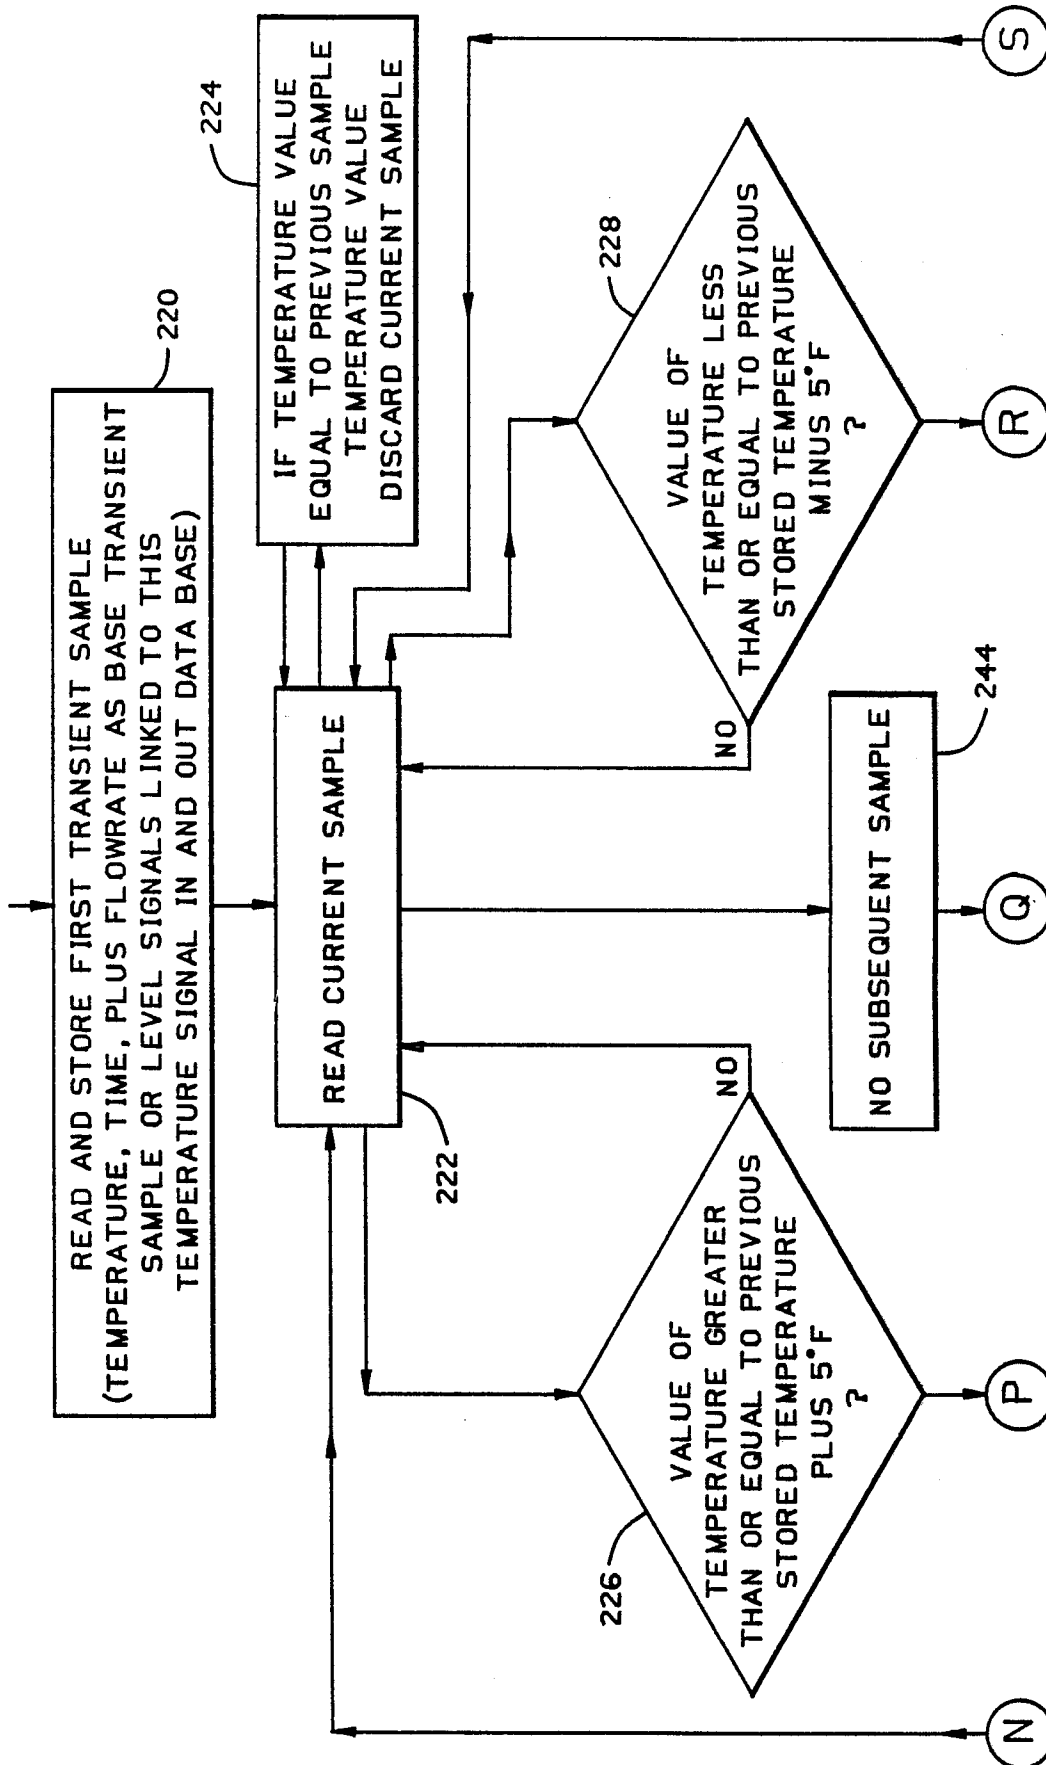 READ AND STORE FIRST TRANSIENT SAMPLE
(TEMPERATURE, TIME, PLUS FLOWRATE AS BASE TRANSIENT
SAMPLE OR LEVEL SIGNALS LINKED TO THIS
TEMPERATURE SIGNAL IN AND OUT DATA BASE)
220
READ CURRENT SAMPLE
222
IF TEMPERATURE VALUE
EQUAL TO PREVIOUS SAMPLE
TEMPERATURE VALUE
DISCARD CURRENT SAMPLE
224
VALUE OF
TEMPERATURE GREATER
THAN OR EQUAL TO PREVIOUS
STORED TEMPERATURE
PLUS 5°F
?
226
NO
VALUE OF
TEMPERATURE LESS
THAN OR EQUAL TO PREVIOUS
STORED TEMPERATURE
MINUS 5°F
?
228
NO
NO SUBSEQUENT SAMPLE
244
N
P
Q
R
S